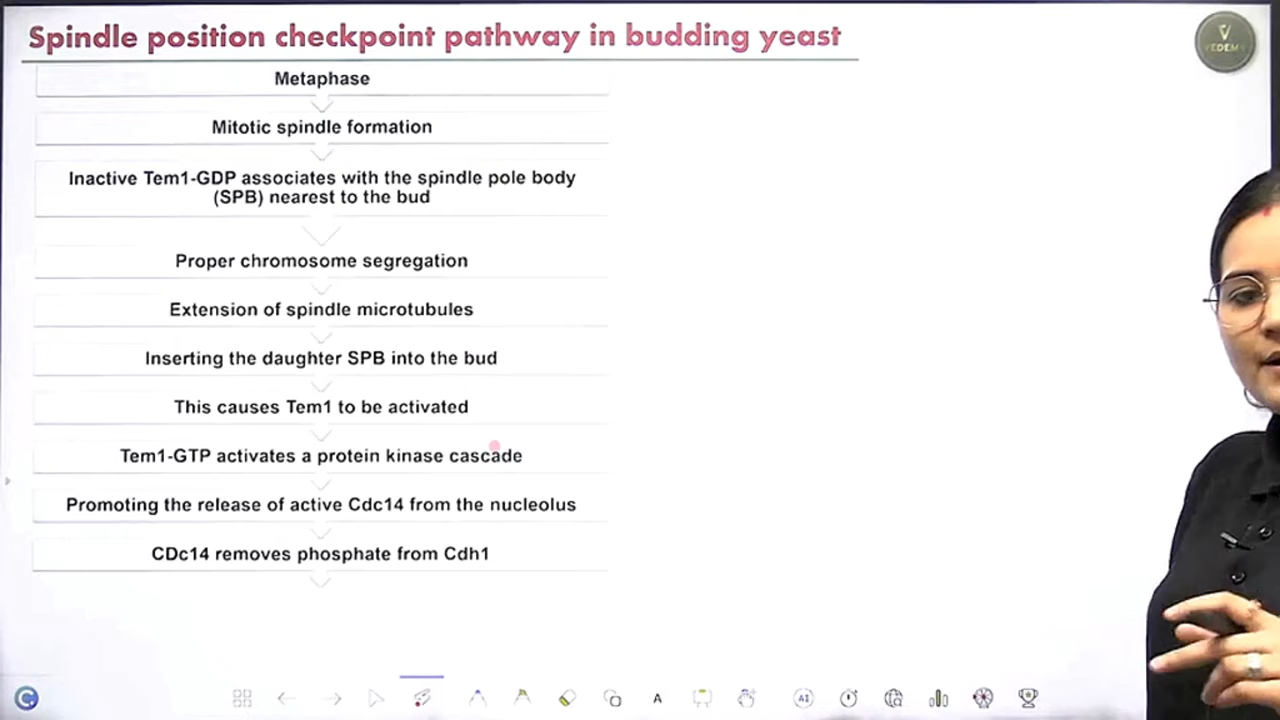 Spindle position checkpoint pathway in budding yeast
VEDEMY
Metaphase
Mitotic spindle formation
Inactive Tem1-GDP associates with the spindle pole body
(SPB) nearest to the bud
Proper chromosome segregation
Extension of spindle microtubules
Inserting the daughter SPB into the bud
This causes Tem1 to be activated
Tem1-GTP activates a protein kinase cascade
Promoting the release of active Cdc14 from the nucleolus
CDc14 removes phosphate from Cdh1
A
AI